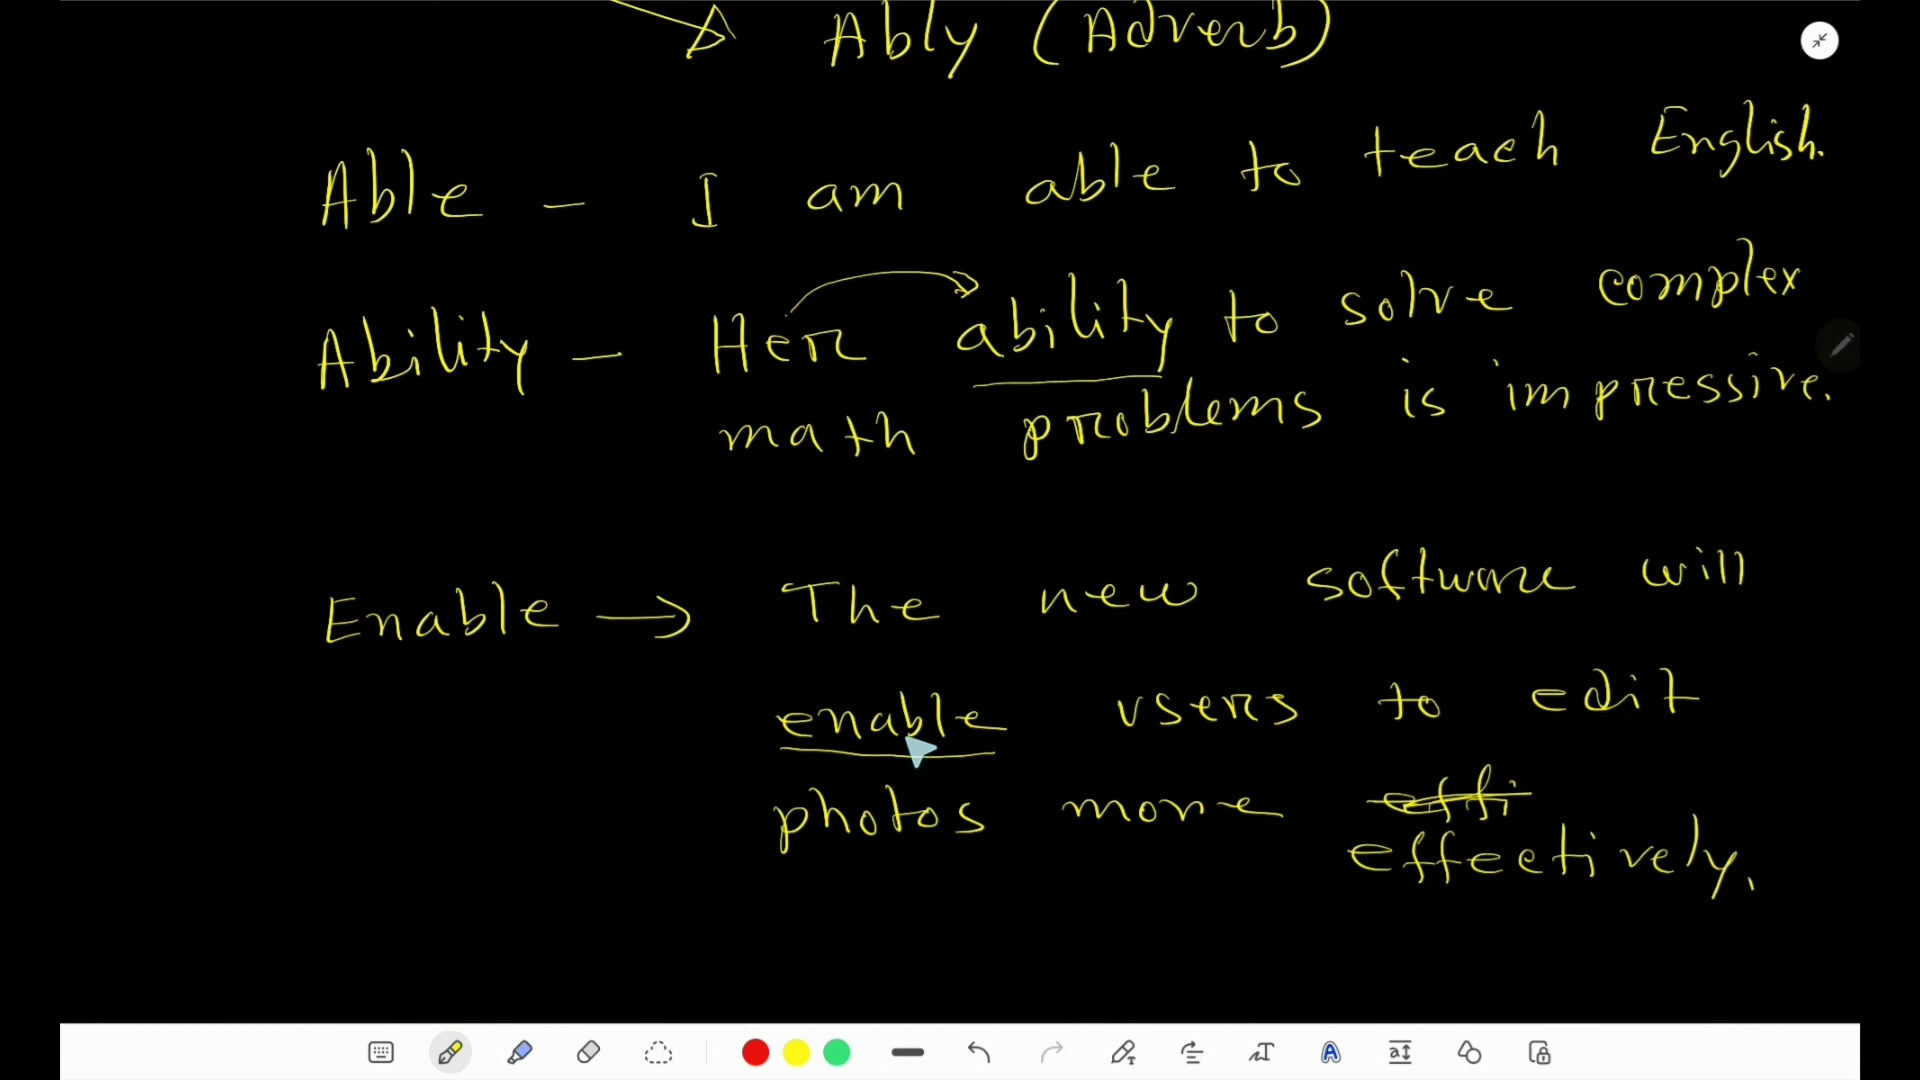 Ably (Adverb)
Able - I am able to teach English.
Ability - Her ability to solve complex
math problems is impressive.
Enable → The new software will
enable users to edit
photos more effi
effectively.